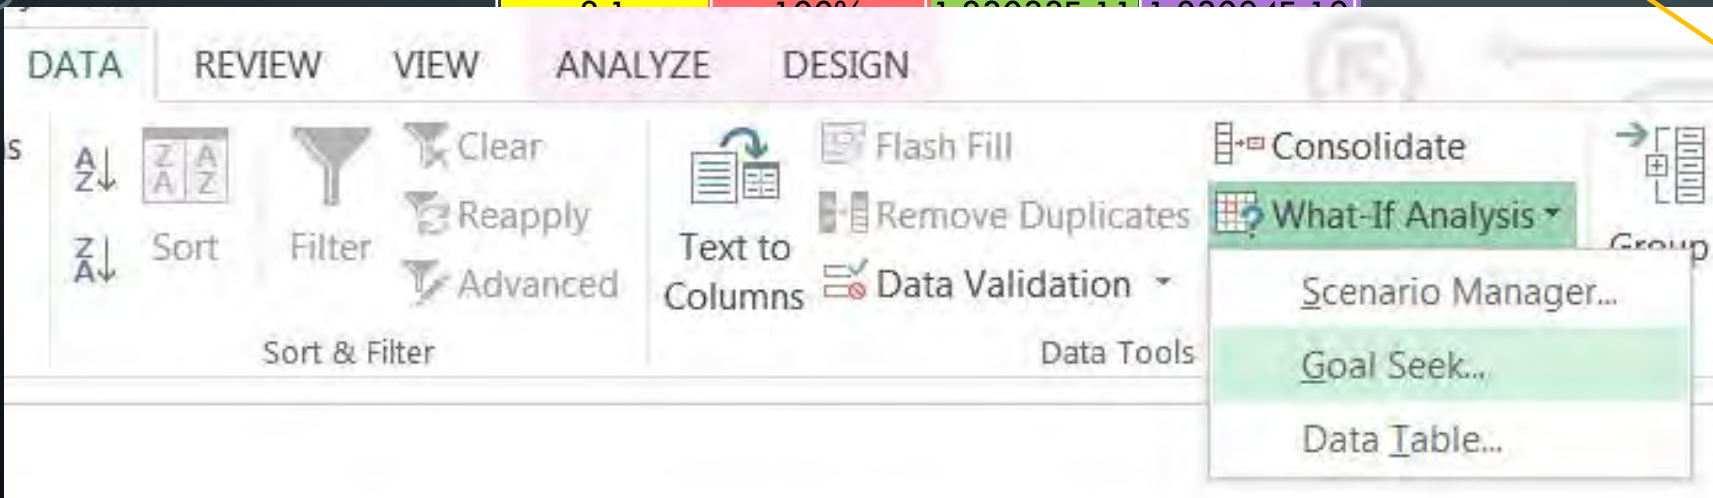 DATA REVIEW VIEW ANALYZE DESIGN
Clear
Reapply
Advanced
Sort
Filter
Sort & Filter
Text to
Columns
Flash Fill
Remove Duplicates
Data Validation
Data Tools
Consolidate
What-If Analysis
Scenario Manager...
Goal Seek...
Data Table...
Group